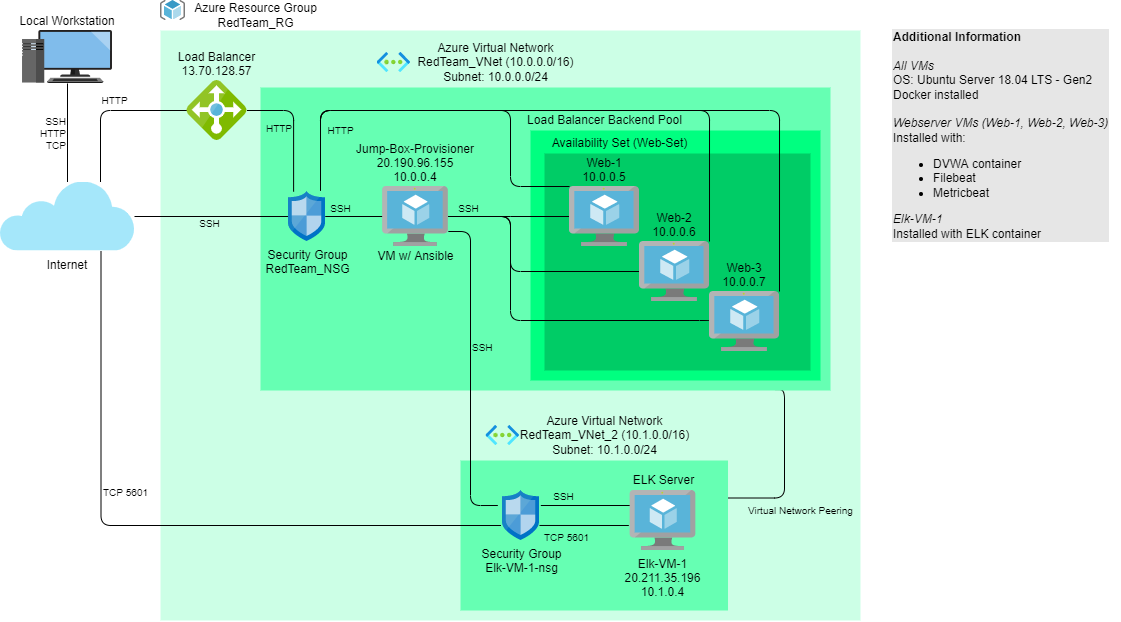 Azure Resource Group
RedTeam_RG
Local Workstation
Load Balancer
13.70.128.57
Azure Virtual Network
RedTeam_VNet (10.0.0.0/16)
Subnet: 10.0.0.0/24
HTTP
SSH
HTTP
TCP
HTTP
HTTP
Load Balancer Backend Pool
Availability Set (Web-Set)
Jump-Box-Provisioner
20.190.96.155
10.0.0.4
Web-1
10.0.0.5
SSH
SSH
SSH
Web-2
10.0.0.6
Security Group
RedTeam_NSG
VM w/ Ansible
Internet
Web-3
10.0.0.7
SSH
Azure Virtual Network
RedTeam_VNet_2 (10.1.0.0/16)
Subnet: 10.1.0.0/24
ELK Server
TCP 5601
SSH
Virtual Network Peering
TCP 5601
Security Group
Elk-VM-1-nsg
Elk-VM-1
20.211.35.196
10.1.0.4
Additional Information
All VMs
OS: Ubuntu Server 18.04 LTS - Gen2
Docker installed
Webserver VMs (Web-1, Web-2, Web-3)
Installed with:
• DVWA container
• Filebeat
• Metricbeat
Elk-VM-1
Installed with ELK container